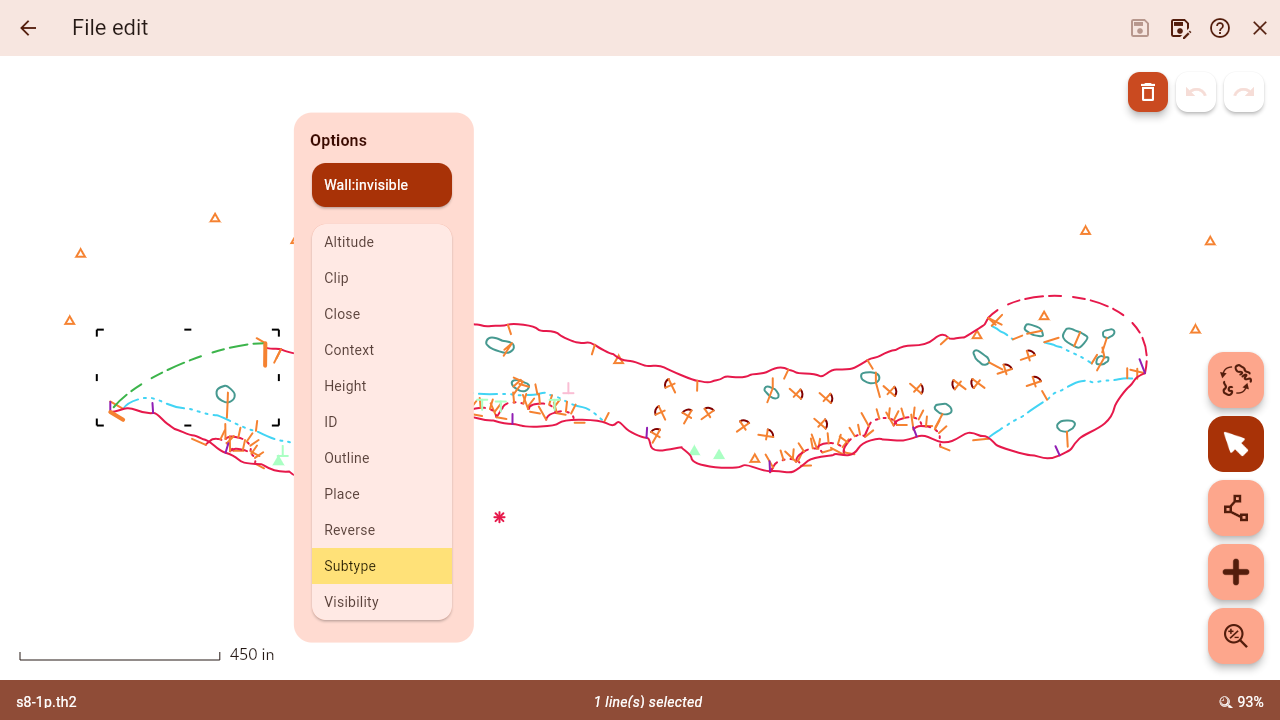 File edit
Options
Wall:invisible
Altitude
Clip
Close
Context
Height
ID
Outline
Place
Reverse
Subtype
Visibility
450 in
s8-1p.th2
1 line(s) selected
93%